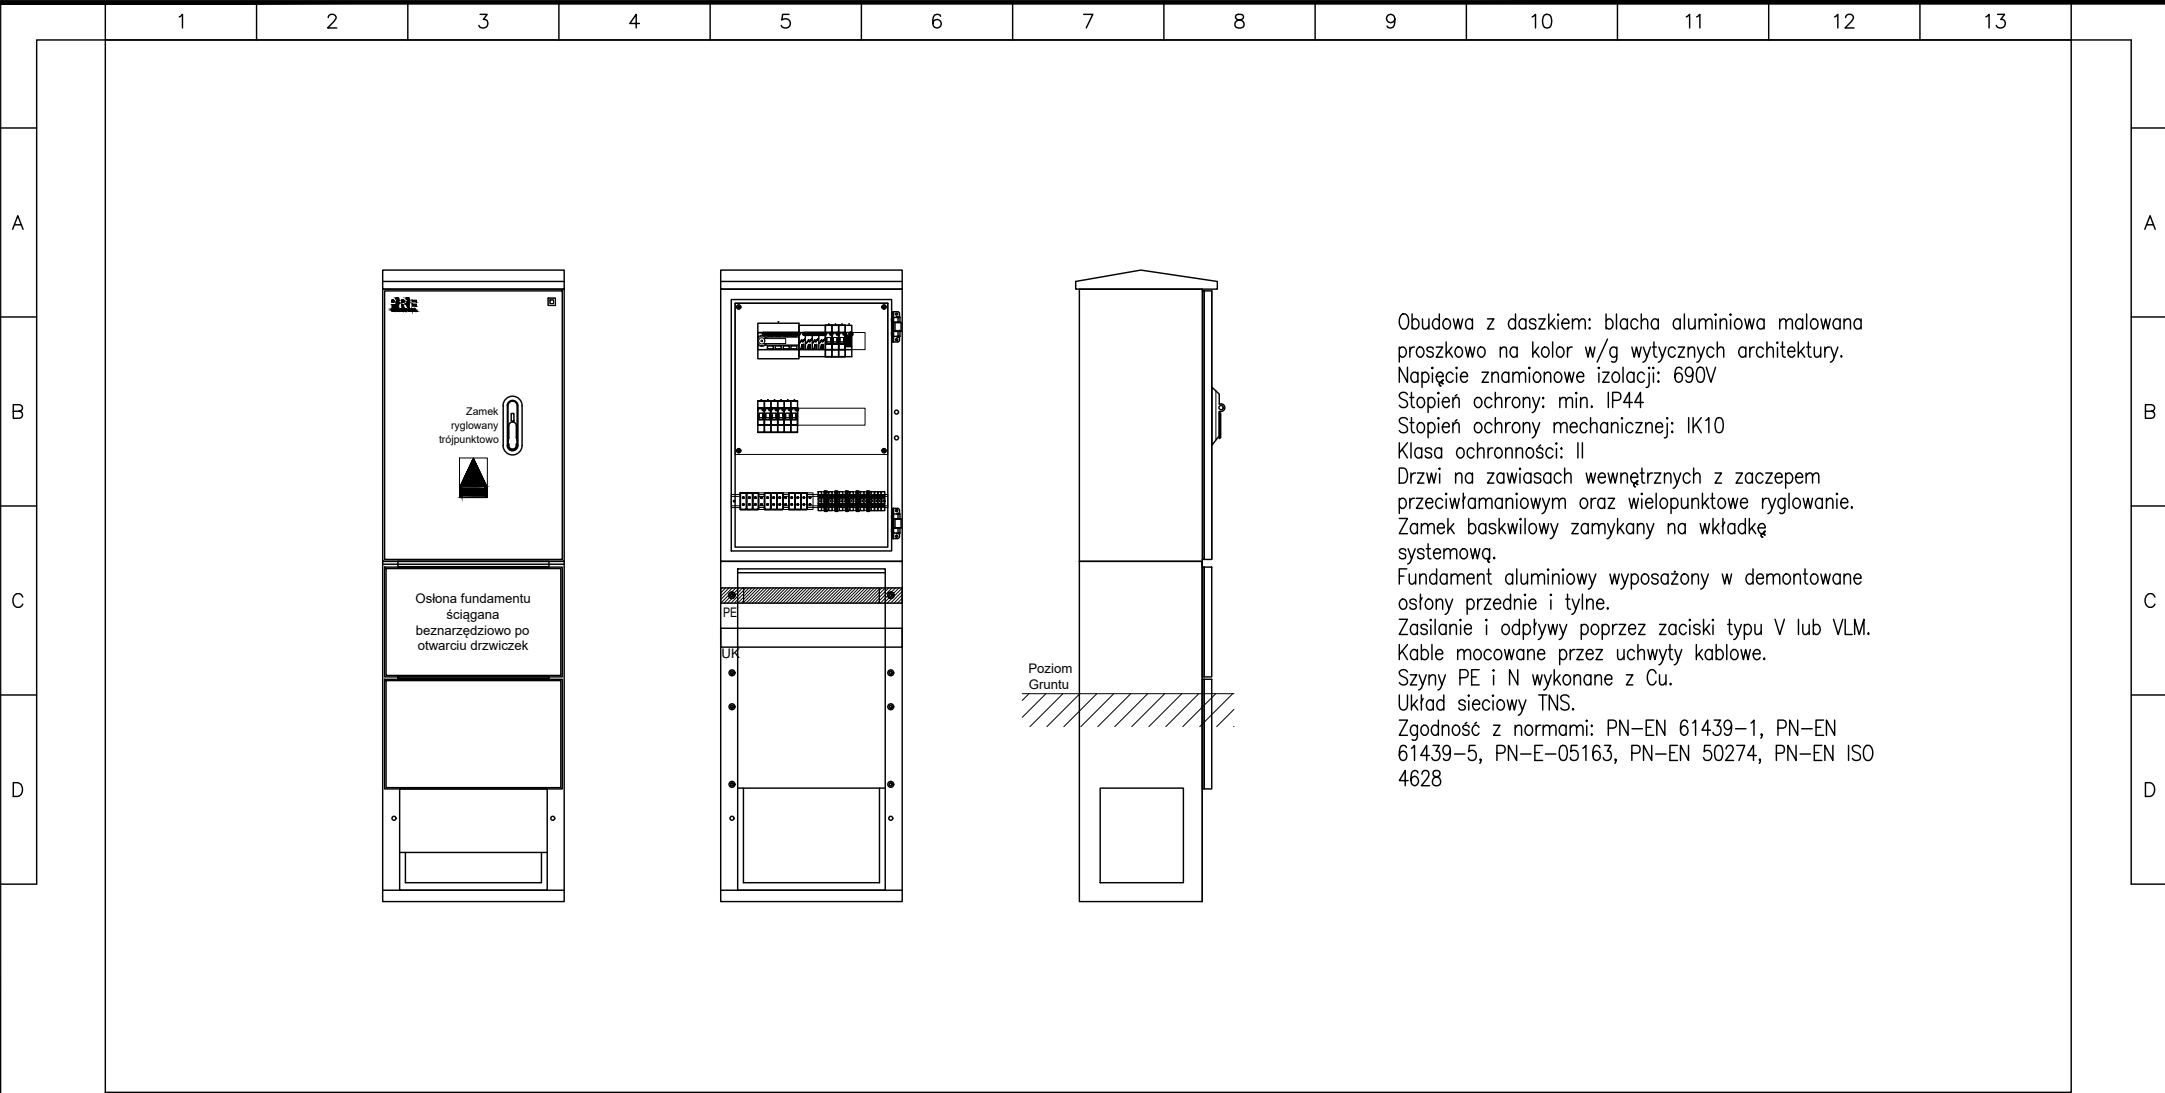 1 2 3 4 5 6 7 8 9 10 11 12 13
A A
B B
C C
D D
Zamek
ryglowany
trójpunktowo
Osłona fundamentu
ściągana
beznarzędziowo po
otwarciu drzwiczek
PE
UK
Poziom
Gruntu
Obudowa z daszkiem: blacha aluminiowa malowana
proszkowo na kolor w/g wytycznych architektury.
Napięcie znamionowe izolacji: 690V
Stopień ochrony: min. IP44
Stopień ochrony mechanicznej: IK10
Klasa ochronności: II
Drzwi na zawiasach wewnętrznych z zaczepem
przeciwłamaniowym oraz wielopunktowe ryglowanie.
Zamek baskwilowy zamykany na wkładkę
systemową.
Fundament aluminiowy wyposażony w demontowane
osłony przednie i tylne.
Zasilanie i odpływy poprzez zaciski typu V lub VLM.
Kable mocowane przez uchwyty kablowe.
Szyny PE i N wykonane z Cu.
Układ sieciowy TNS.
Zgodność z normami: PN-EN 61439-1, PN-EN
61439-5, PN-E-05163, PN-EN 50274, PN-EN ISO
4628